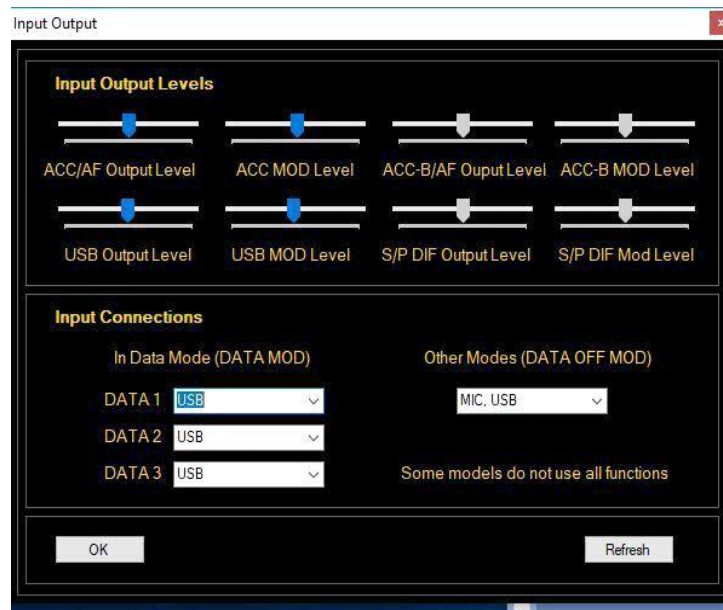 Input Output
x
Input Output Levels
ACC/AF Output Level ACC MOD Level ACC-B/AF Ouput Level ACC-B MOD Level
USB Output Level USB MOD Level S/P DIF Output Level S/P DIF Mod Level
Input Connections
In Data Mode (DATA MOD) Other Modes (DATA OFF MOD)
DATA 1 USB MIC, USB
DATA 2 USB
DATA 3 USB Some models do not use all functions
OK Refresh